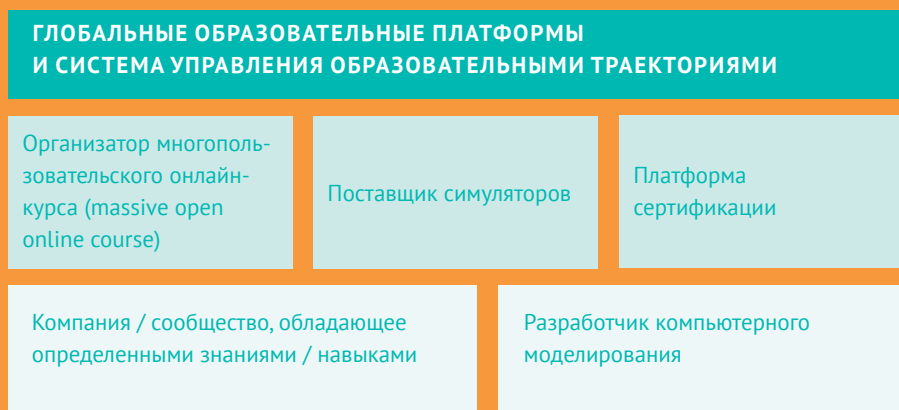 ГЛОБАЛЬНЫЕ ОБРАЗОВАТЕЛЬНЫЕ ПЛАТФОРМЫ
И СИСТЕМА УПРАВЛЕНИЯ ОБРАЗОВАТЕЛЬНЫМИ ТРАЕКТОРИЯМИ
Организатор многополь-
зовательского онлайн-
курса (massive open
online course)
Поставщик симуляторов
Платформа
сертификации
Компания / сообщество, обладающее
определенными знаниями / навыками
Разработчик компьютерного
моделирования